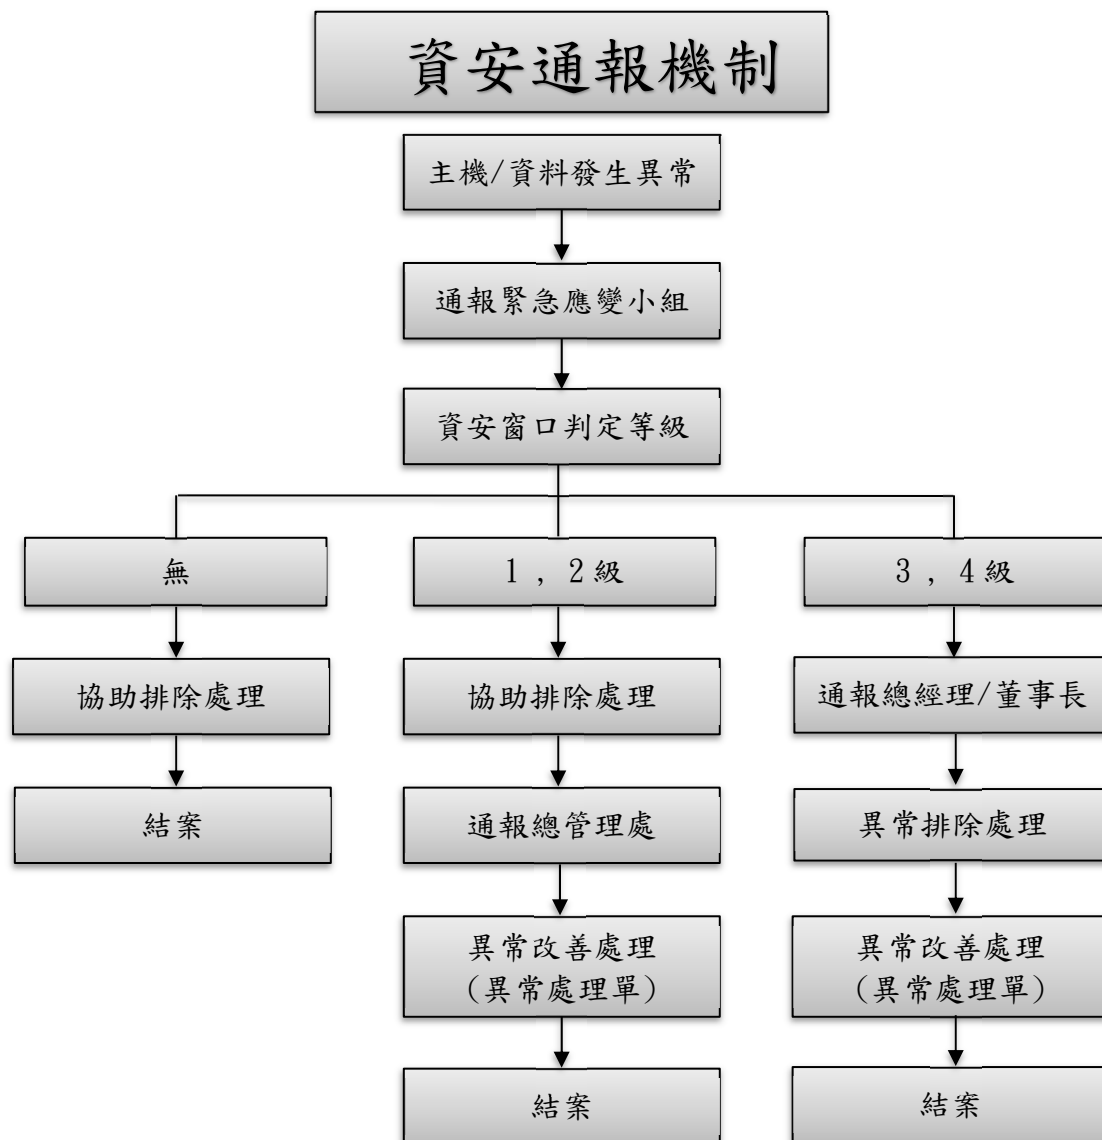 資安通報機制
主機/資料發生異常
通報緊急應變小組
資安窗口判定等級
無
1 , 2級
3 , 4級
協助排除處理
協助排除處理
通報總經理/董事長
結案
通報總管理處
異常排除處理
異常改善處理
(異常處理單)
異常改善處理
(異常處理單)
結案
結案